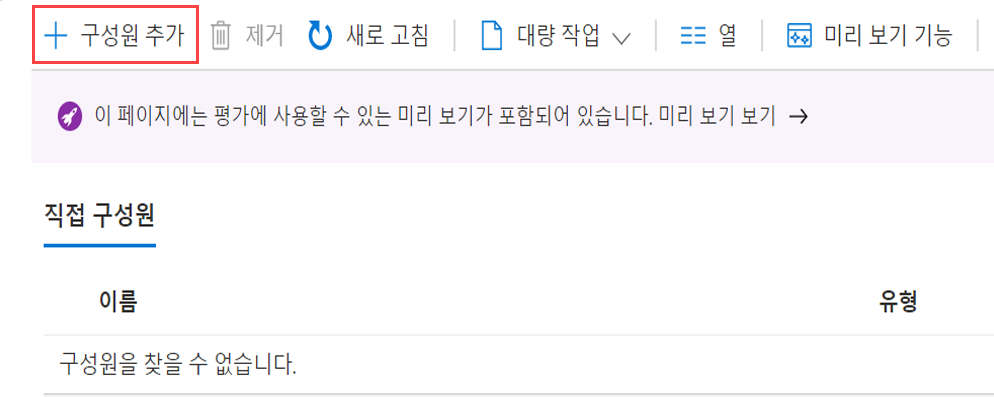 구성원 추가 제거 새로 고침 대량 작업 열 미리 보기 기능
이 페이지에는 평가에 사용할 수 있는 미리 보기가 포함되어 있습니다. 미리 보기 보기 →
직접 구성원
이름 유형
구성원을 찾을 수 없습니다.